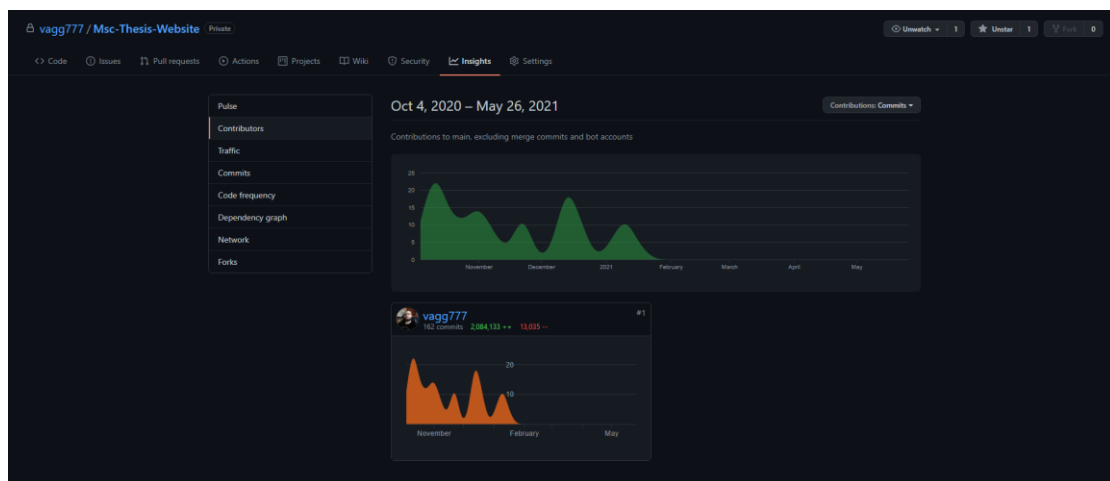 vagg777 / Msc-Thesis-Website Private
Unwatch 1 Unstar 1 Fork 0
Code Issues Pull requests Actions Projects Wiki Security Insights Settings
Pulse
Contributors
Traffic
Commits
Code frequency
Dependency graph
Network
Forks
Oct 4, 2020 – May 26, 2021
Contributions: Commits
Contributions to main, excluding merge commits and bot accounts
25
20
15
10
5
0
November December 2021 February March April May
vagg777 #1
162 commits 2,084,133 ++ 13,035 --
20
10
November February May